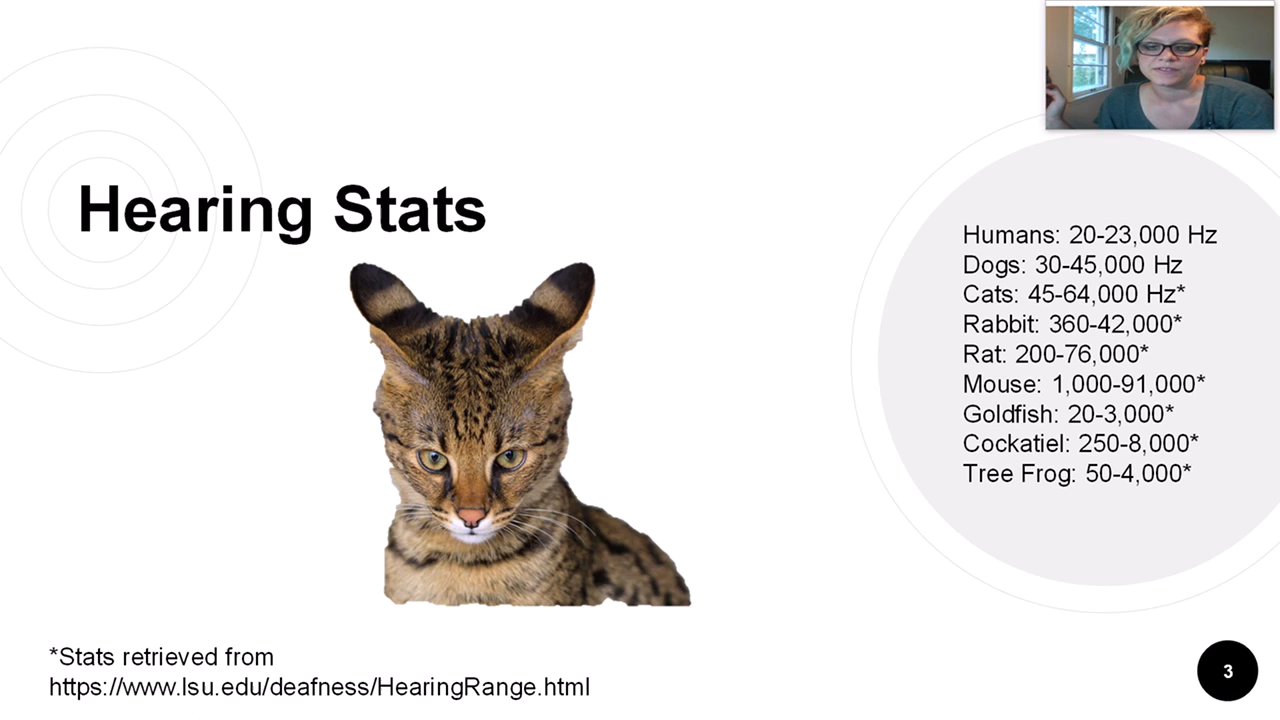 Hearing Stats
Humans: 20-23,000 Hz
Dogs: 30-45,000 Hz
Cats: 45-64,000 Hz*
Rabbit: 360-42,000*
Rat: 200-76,000*
Mouse: 1,000-91,000*
Goldfish: 20-3,000*
Cockatiel: 250-8,000*
Tree Frog: 50-4,000*
*Stats retrieved from
https://www.lsu.edu/deafness/HearingRange.html
3